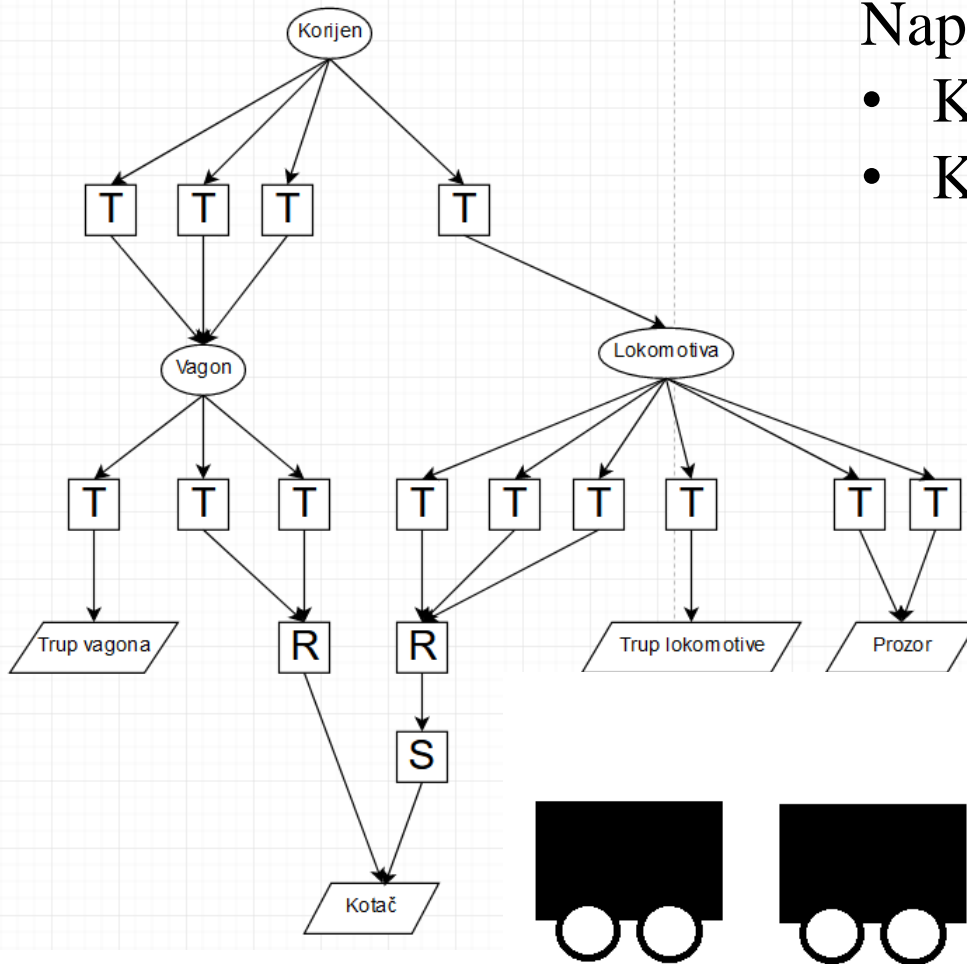 Korijen
Nap
• K
• K
T T T T
Vagon
Lokomotiva
T T T T T T T T T
Trup vagona
R
R
Trup lokomotive
Prozor
S
Kotač